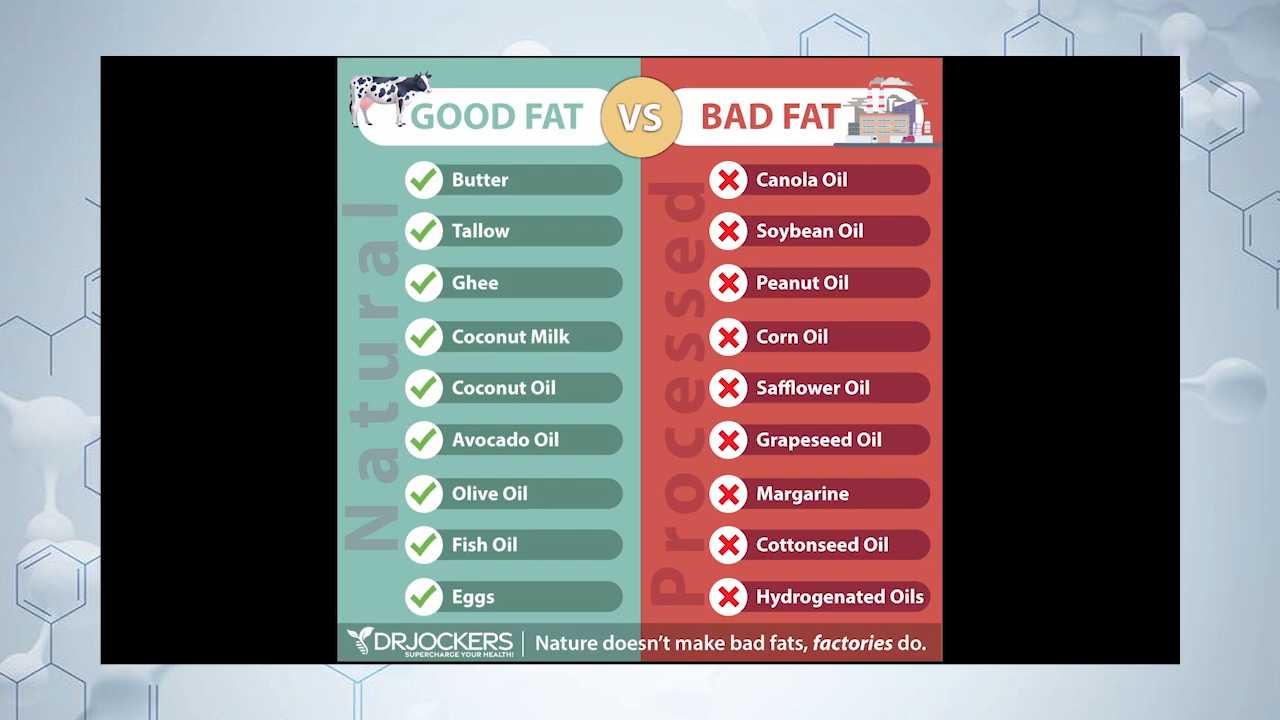 GOOD FAT VS BAD FAT
Natural
Butter
Tallow
Ghee
Coconut Milk
Coconut Oil
Avocado Oil
Olive Oil
Fish Oil
Eggs
Processed
Canola Oil
Soybean Oil
Peanut Oil
Corn Oil
Safflower Oil
Grapeseed Oil
Margarine
Cottonseed Oil
Hydrogenated Oils
DRJOCKERS
SUPERCHARGE YOUR HEALTH!
Nature doesn't make bad fats, factories do.